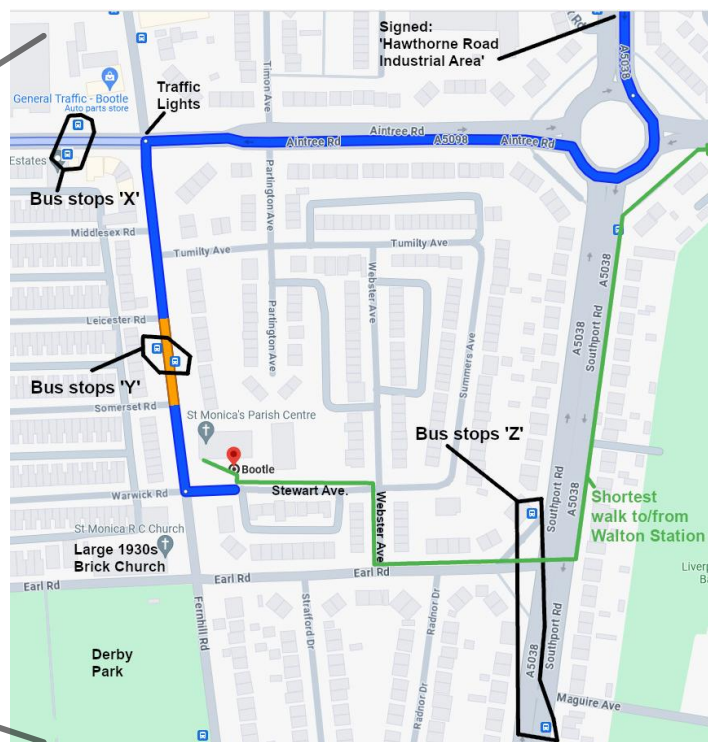 Signed:
'Hawthorne Road
Industrial Area'
A5038
General Traffic - Bootle
Auto parts store
Traffic
Lights
Timon Ave
Estates
Aintree Rd
Aintree Rd
A5098
Aintree Rd
Bus stops 'X'
Partington Ave
Middlesex Rd
Tumilty Ave
Tumilty Ave
Webster Ave
A5038
A5038
Southport Rd
Leicester Rd
Partington Ave
Summers Ave
Bus stops 'Y'
Somerset Rd
St Monica's Parish Centre
Bus stops 'Z'
Bootle
Stewart Ave.
Warwick Rd
Webster Ave
Southport Rd
A5038
Shortest
walk to/from
Walton Station
St Monica R C Church
Large 1930s
Brick Church
Earl Rd
Earl Rd
Earl Rd
Fernhill Rd
Strafford Dr
Radnor Dr
Radnor Dr
Derby
Park
A5038
Southport Rd
Maguire Ave